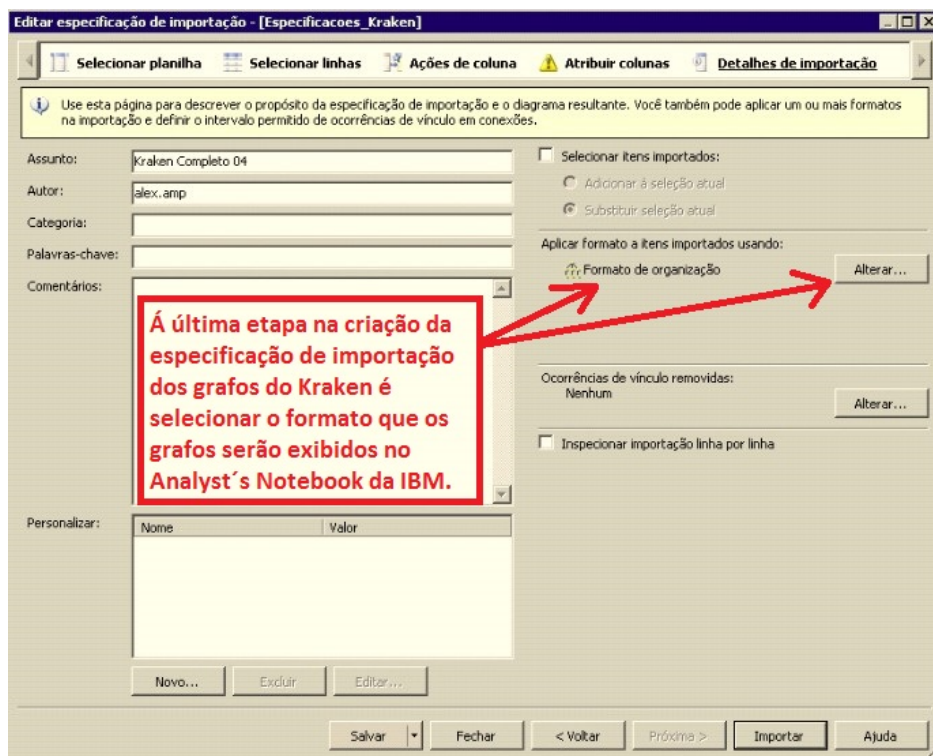 Editar especificação de importação - [Especificacoes_Kraken]
Selecionar planilha Selecionar linhas Ações de coluna Atribuir colunas Detalhes de importação
Use esta página para descrever o propósito da especificação de importação e o diagrama resultante. Você também pode aplicar um ou mais formatos
na importação e definir o intervalo permitido de ocorrências de vínculo em conexões.
Assunto: Kraken Completo 04
Autor: alex.amp
Categoria:
Palavras-chave:
Comentários:
Á última etapa na criação da
especificação de importação
dos grafos do Kraken é
selecionar o formato que os
grafos serão exibidos no
Analyst´s Notebook da IBM.
Personalizar:
Nome Valor
Novo... Excluir Editar...
Selecionar itens importados:
Adicionar à seleção atual
Substituir seleção atual
Aplicar formato a itens importados usando:
Formato de organização Alterar...
Ocorrências de vínculo removidas:
Nenhum
Alterar...
Inspecionar importação linha por linha
Salvar Fechar < Voltar Próxima > Importar Ajuda